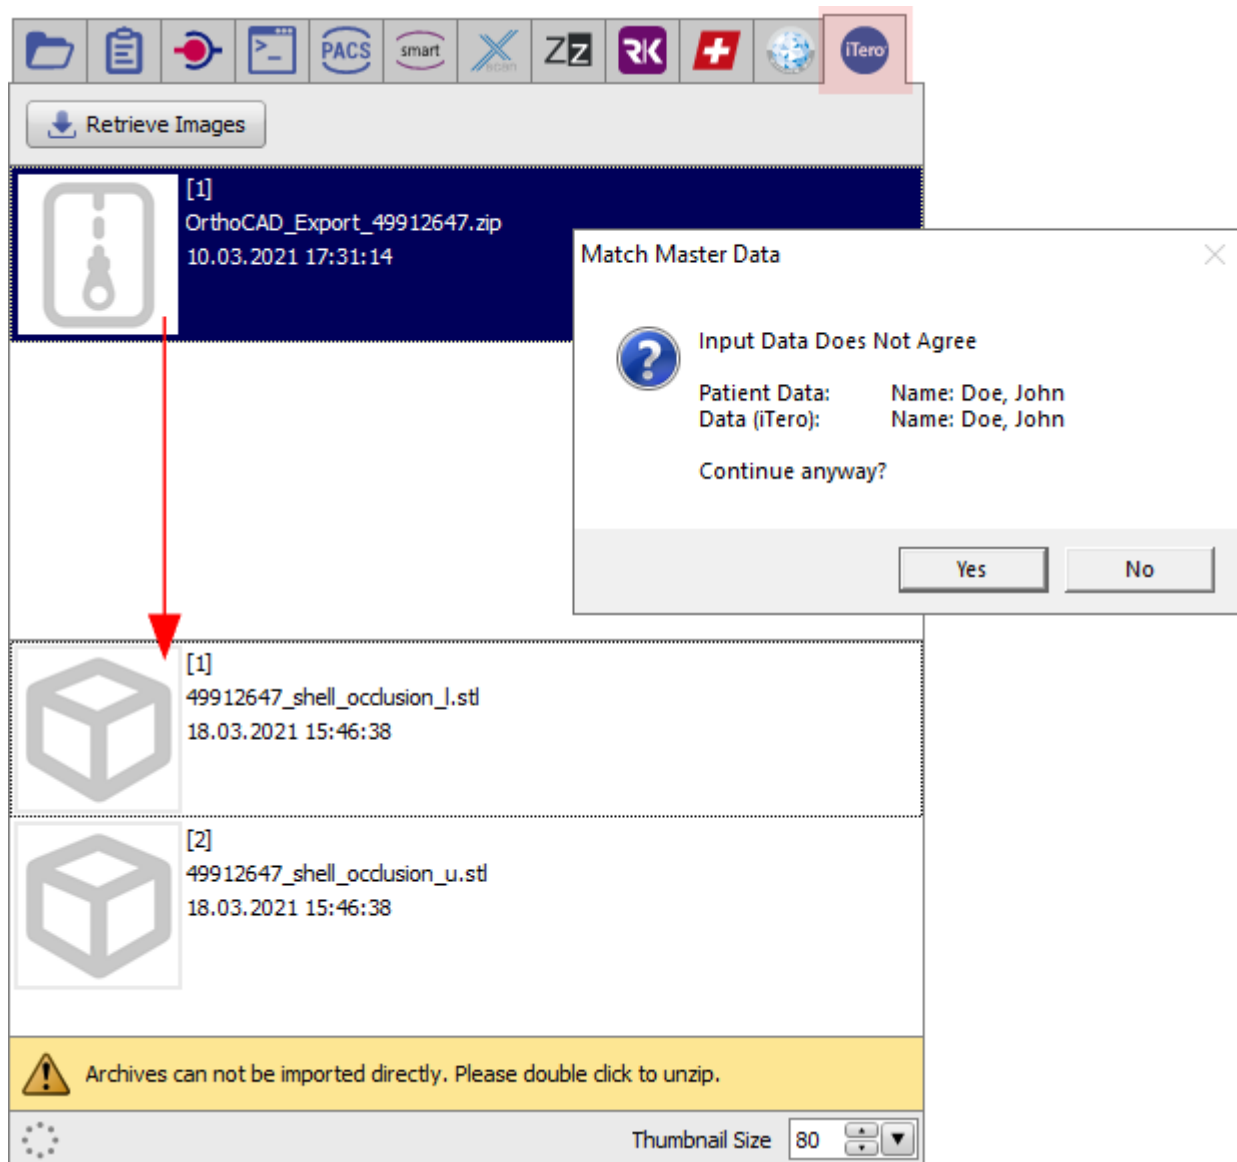 >_
PACS
smart
Xscan
ZZ
RK
iTero
Retrieve Images
[1]
OrthoCAD_Export_49912647.zip
10.03.2021 17:31:14
Match Master Data
Input Data Does Not Agree
Patient Data: Name: Doe, John
Data (iTero): Name: Doe, John
Continue anyway?
Yes No
[1]
49912647_shell_occlusion_l.stl
18.03.2021 15:46:38
[2]
49912647_shell_occlusion_u.stl
18.03.2021 15:46:38
Archives can not be imported directly. Please double click to unzip.
Thumbnail Size 80